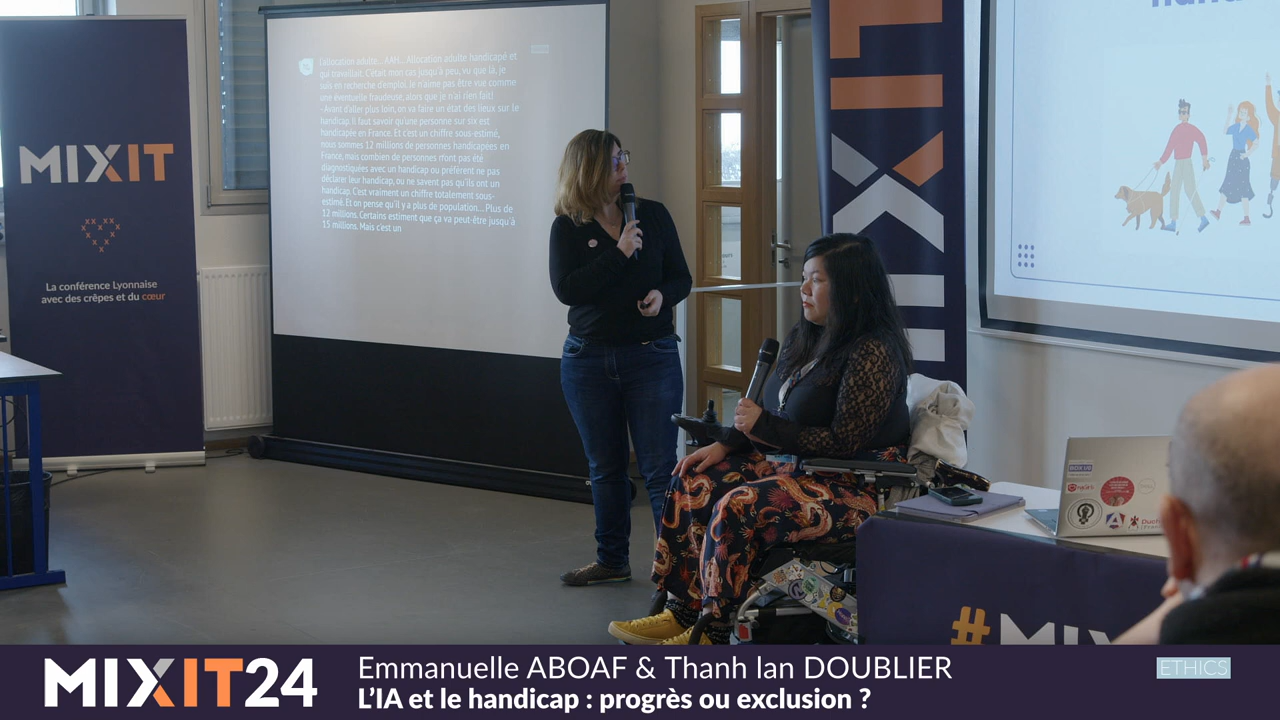 MIXIT
La conférence Lyonnaise
avec des crêpes et du cœur
l'allocation adulte... AAH... Allocation adulte handicapé et
qui travaillait. C'était mon cas jusqu'à peu, vu que là, je
suis en recherche d'emploi. Je n'aime pas être vue comme
une éventuelle fraudeuse, alors que je n'ai rien fait!
- Avant d'aller plus loin, on va faire un état des lieux sur le
handicap. Il faut savoir qu'une personne sur six est
handicapée en France. Et c'est un chiffre sous-estimé,
nous sommes 12 millions de personnes handicapées en
France, mais combien de personnes n'ont pas été
diagnostiquées avec un handicap ou préfèrent ne pas
déclarer leur handicap, ou ne savent pas qu'ils ont un
handicap. C'est vraiment un chiffre totalement sous-
estimé. Et on pense qu'il y a plus de population... Plus de
12 millions. Certains estiment que ça va peut-être jusqu'à
15 millions. Mais c'est un
MIXIT
#MIX
MIXIT24
Emmanuelle ABOAF & Thanh lan DOUBLIER
L'IA et le handicap : progrès ou exclusion ?
ETHICS